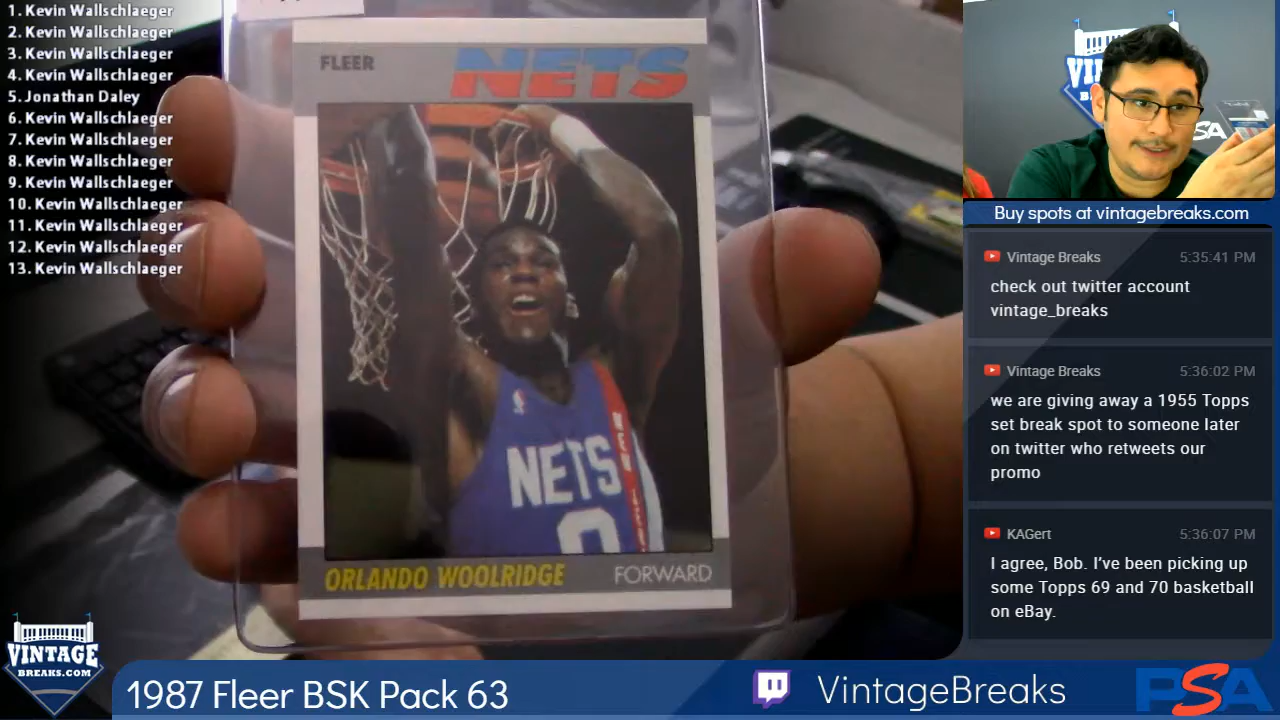 1. Kevin Wallschlaeger
2. Kevin Wallschlaeger
3. Kevin Wallschlaeger
4. Kevin Wallschlaeger
5. Jonathan Daley
6. Kevin Wallschlaeger
7. Kevin Wallschlaeger
8. Kevin Wallschlaeger
9. Kevin Wallschlaeger
10. Kevin Wallschlaeger
11. Kevin Wallschlaeger
12. Kevin Wallschlaeger
13. Kevin Wallschlaeger
FLEER
NETS
NETS
ORLANDO WOOLRIDGE
FORWARD
SA
Buy spots at vintagebreaks.com
Vintage Breaks 5:35:41 PM
check out twitter account
vintage_breaks
Vintage Breaks 5:36:02 PM
we are giving away a 1955 Topps
set break spot to someone later
on twitter who retweets our
promo
KAGert 5:36:07 PM
I agree, Bob. I've been picking up
some Topps 69 and 70 basketball
on eBay.
VINTAGE
BREAKS.COM
1987 Fleer BSK Pack 63
VintageBreaks
PSA